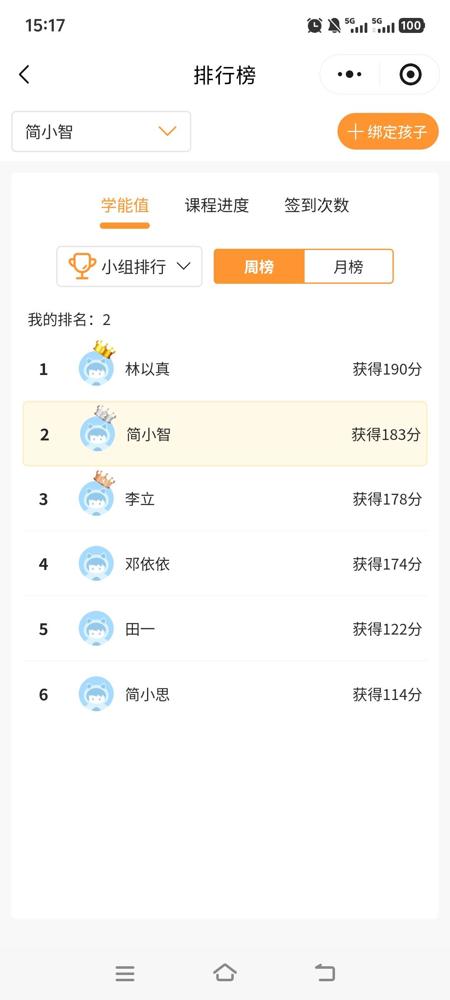 15:17 5G 5G 100
排行榜
简小智 绑定孩子
学能值 课程进度 签到次数
小组排行 周榜 月榜
我的排名：2
1 林以真 获得190分
2 简小智 获得183分
3 李立 获得178分
4 邓依依 获得174分
5 田一 获得122分
6 简小思 获得114分